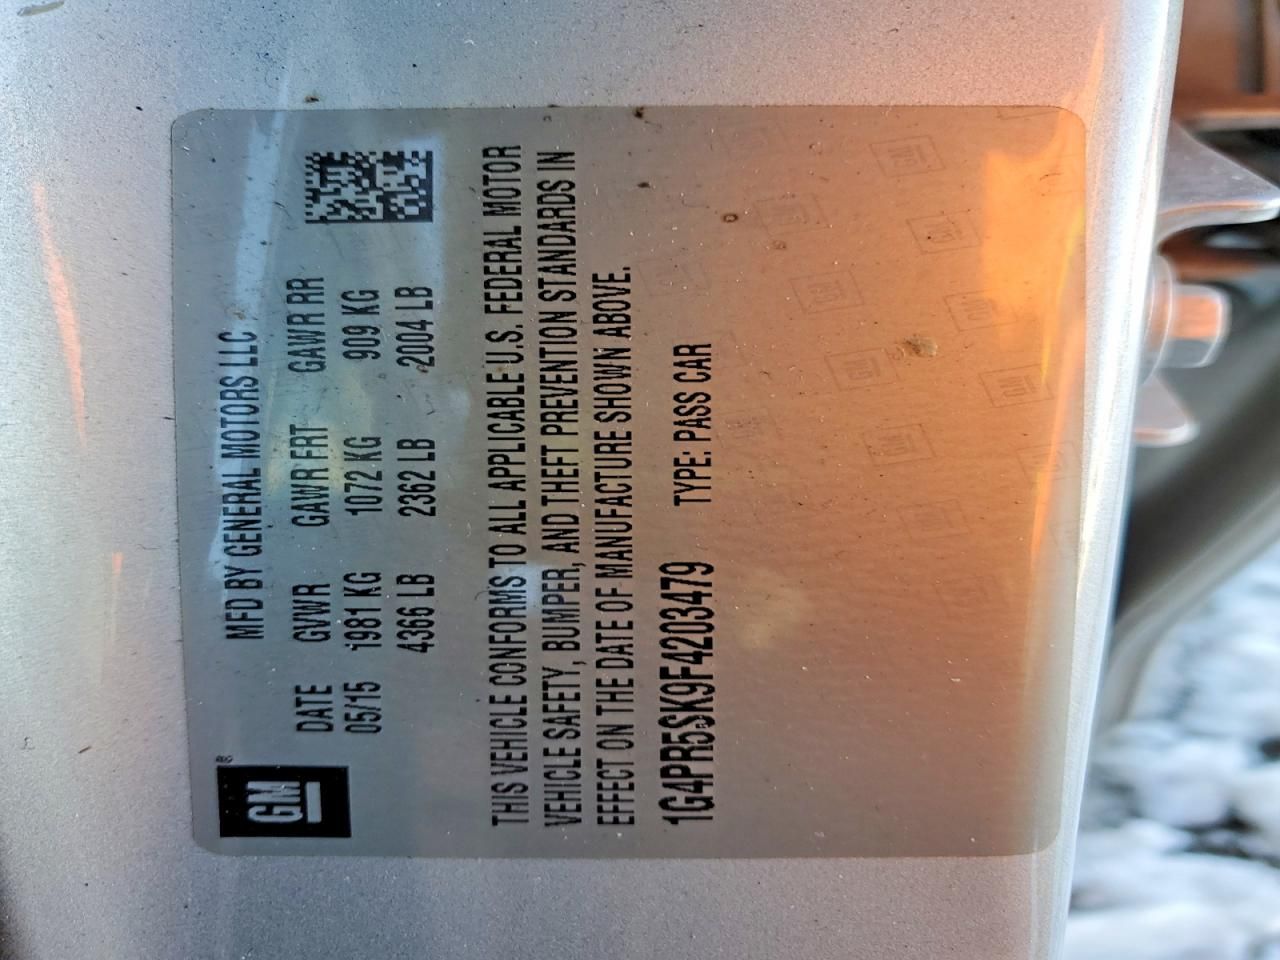 GM ®
MFD BY GENERAL MOTORS LLC
DATE GVWR GAWR FRT GAWR RR
05/15 1981 KG 1072 KG 909 KG
4366 LB 2362 LB 2004 LB
THIS VEHICLE CONFORMS TO ALL APPLICABLE U.S. FEDERAL MOTOR
VEHICLE SAFETY, BUMPER, AND THEFT PREVENTION STANDARDS IN
EFFECT ON THE DATE OF MANUFACTURE SHOWN ABOVE.
1G4PR5SK9F4203479 TYPE: PASS CAR